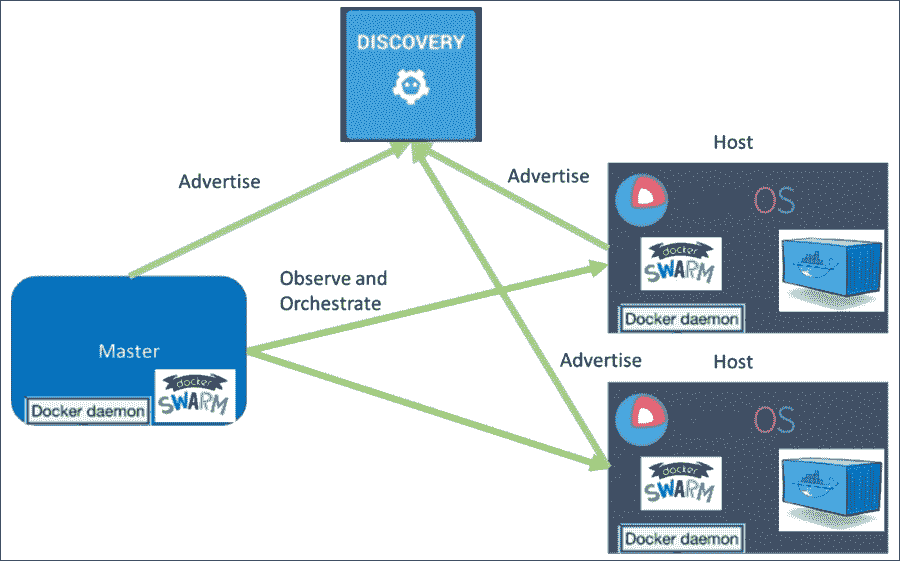 DISCOVERY
Advertise
Advertise
Host
OS
docker
SWARM
Docker daemon
Observe and
Orchestrate
Master
Docker daemon
docker
SWARM
Advertise
Host
OS
docker
SWARM
Docker daemon